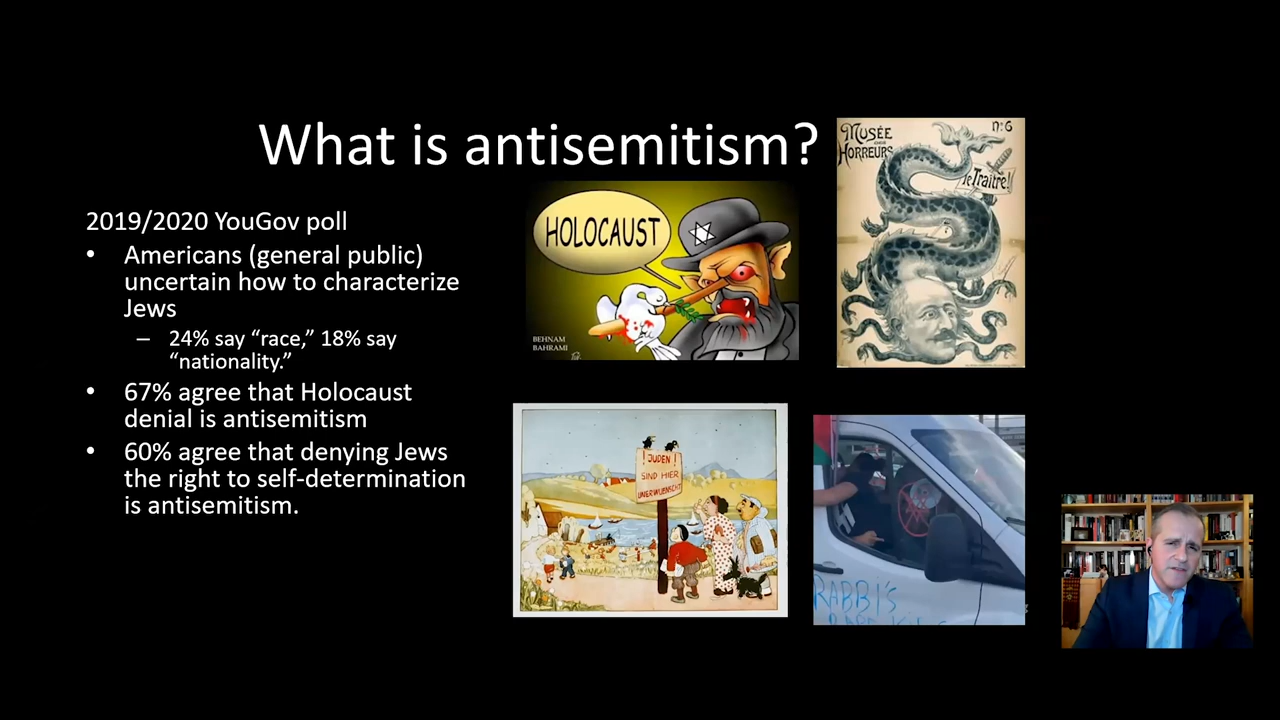 What is antisemitism?
2019/2020 YouGov poll
• Americans (general public)
uncertain how to characterize
Jews
– 24% say “race,” 18% say
“nationality.”
• 67% agree that Holocaust
denial is antisemitism
• 60% agree that denying Jews
the right to self-determination
is antisemitism.
HOLOCAUST
BEHNAM
BAHRAMI
MUSÉE
DES
HORREURS
n:6
le Traitre!
! JUDEN !
SIND HIER
UNERWUENSCHT
RABBI'S